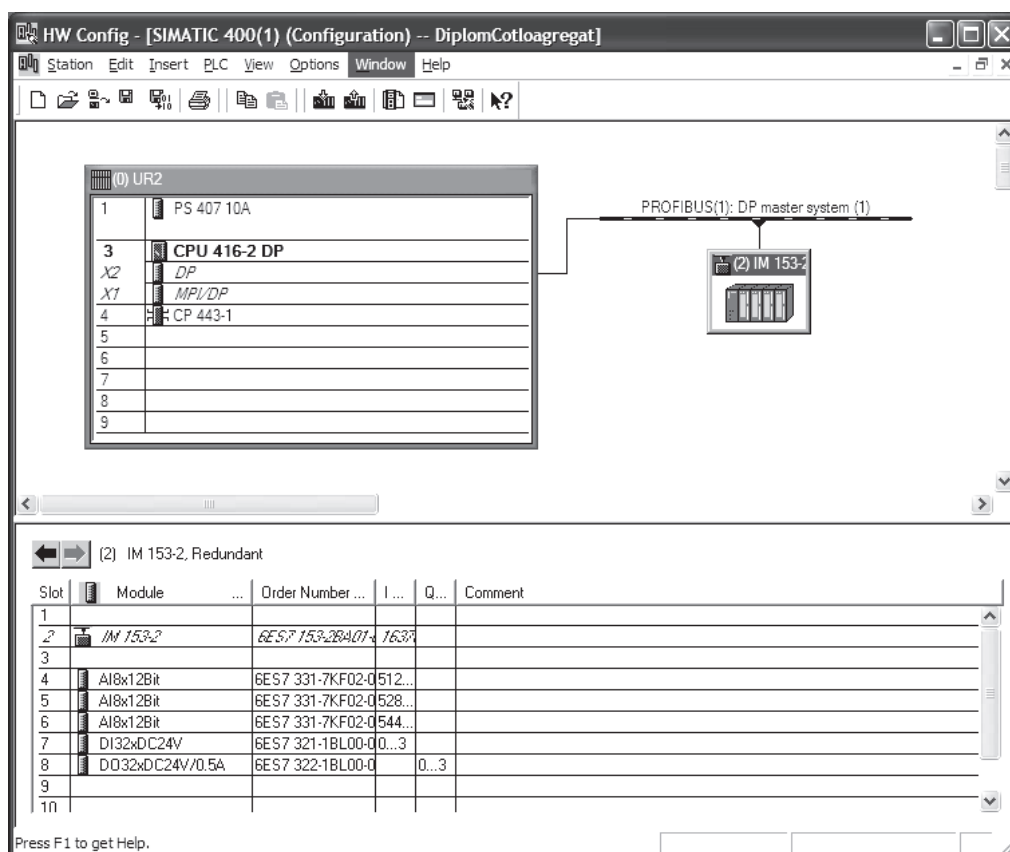 HW Config - [SIMATIC 400(1) (Configuration) -- DiplomCotloagregat]
Station Edit Insert PLC View Options Window Help
(0) UR2
1 PS 407 10A
3 CPU 416-2 DP
X2 DP
X1 MPI/DP
4 CP 443-1
5
6
7
8
9
PROFIBUS(1): DP master system (1)
(2) IM 153-2
(2) IM 153-2, Redundant
Slot Module ... Order Number ... I ... Q... Comment
1
2 IM 153-2 6ES7 153-2BA01- 1637
3
4 AI8x12Bit 6ES7 331-7KF02-0 512...
5 AI8x12Bit 6ES7 331-7KF02-0 528...
6 AI8x12Bit 6ES7 331-7KF02-0 544...
7 DI32xDC24V 6ES7 321-1BL00-0 0...3
8 DO32xDC24V/0.5A 6ES7 322-1BL00-0 0...3
9
10
Press F1 to get Help.